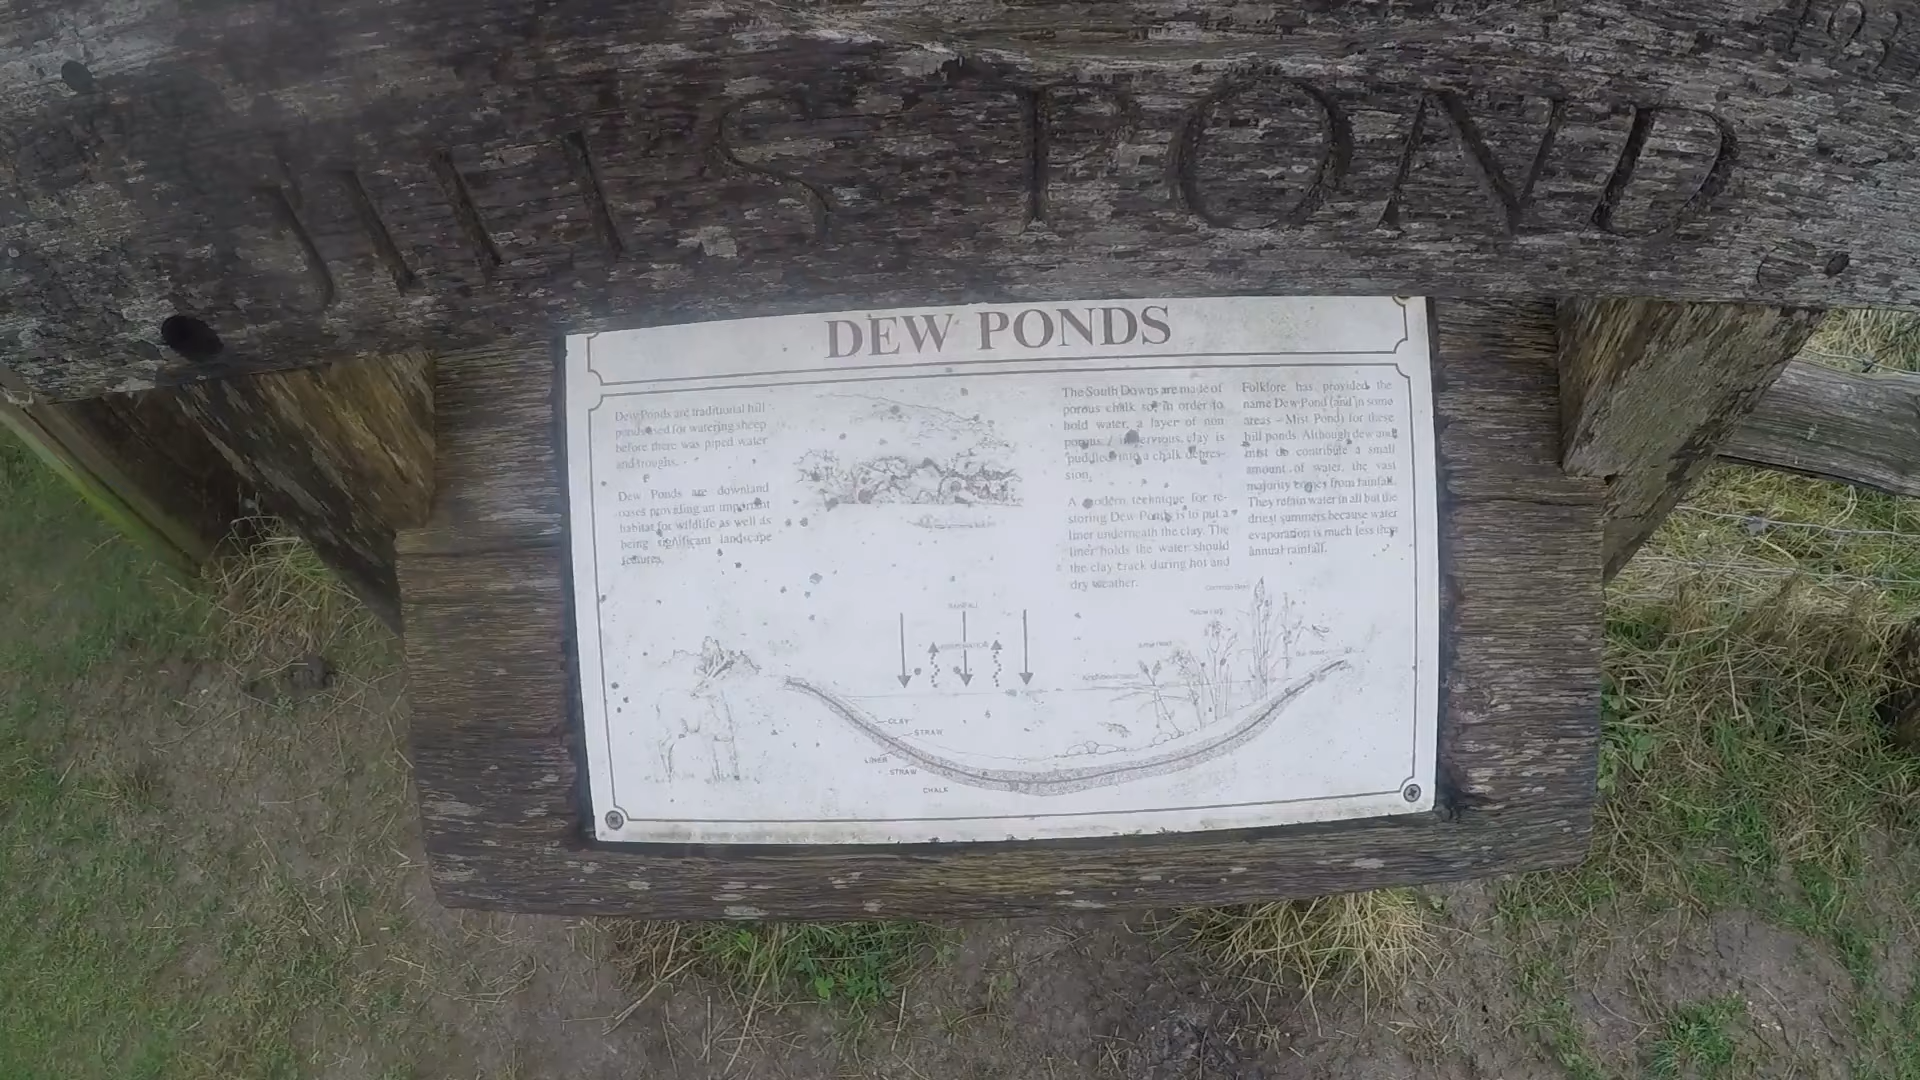 S POND
DEW PONDS
Dew Ponds are traditional hill
ponds used for watering sheep
before there was piped water
and troughs.
Dew Ponds are downland
oases providing an important
habitat for wildlife as well as
being significant landscape
features.
The South Downs are made of
porous chalk so, in order to
hold water, a layer of non
porous / impervious, clay is
puddled into a chalk depres-
sion.
A modern technique for re-
storing Dew Ponds is to put a
liner underneath the clay. The
liner holds the water should
the clay crack during hot and
dry weather.
Folklore has provided the
name Dew Pond (and in some
areas - Mist Pond) for these
hill ponds. Although dew and
mist do contribute a small
amount of water, the vast
majority comes from rainfall.
They retain water in all but the
driest summers because water
evaporation is much less than
annual rainfall.
RAINFALL
EVAPORATION
CLAY
STRAW
LINER
STRAW
CHALK